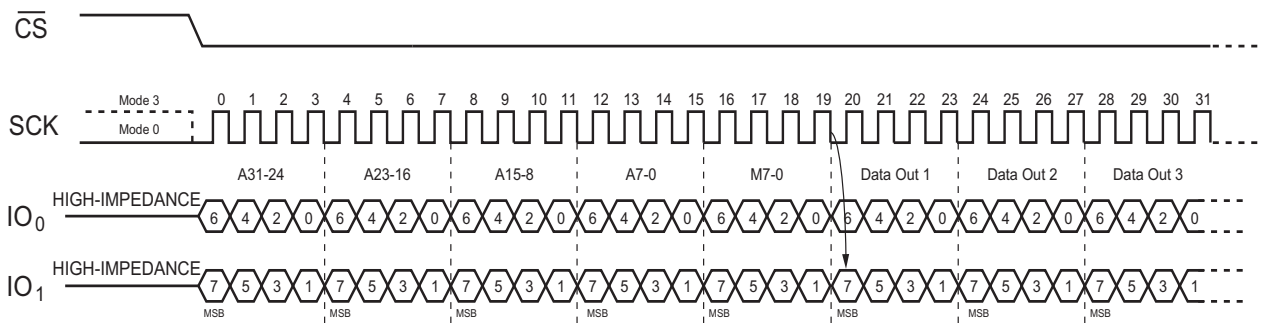 CS
Mode 3
Mode 0
SCK
0 1 2 3 4 5 6 7 8 9 10 11 12 13 14 15 16 17 18 19 20 21 22 23 24 25 26 27 28 29 30 31
A31-24 A23-16 A15-8 A7-0 M7-0 Data Out 1 Data Out 2 Data Out 3
HIGH-IMPEDANCE
IO0
6 4 2 0 6 4 2 0 6 4 2 0 6 4 2 0 6 4 2 0 6 4 2 0 6 4 2 0 6 4 2 0
HIGH-IMPEDANCE
IO1
7 5 3 1 7 5 3 1 7 5 3 1 7 5 3 1 7 5 3 1 7 5 3 1 7 5 3 1 7 5 3 1
MSB MSB MSB MSB MSB MSB MSB MSB